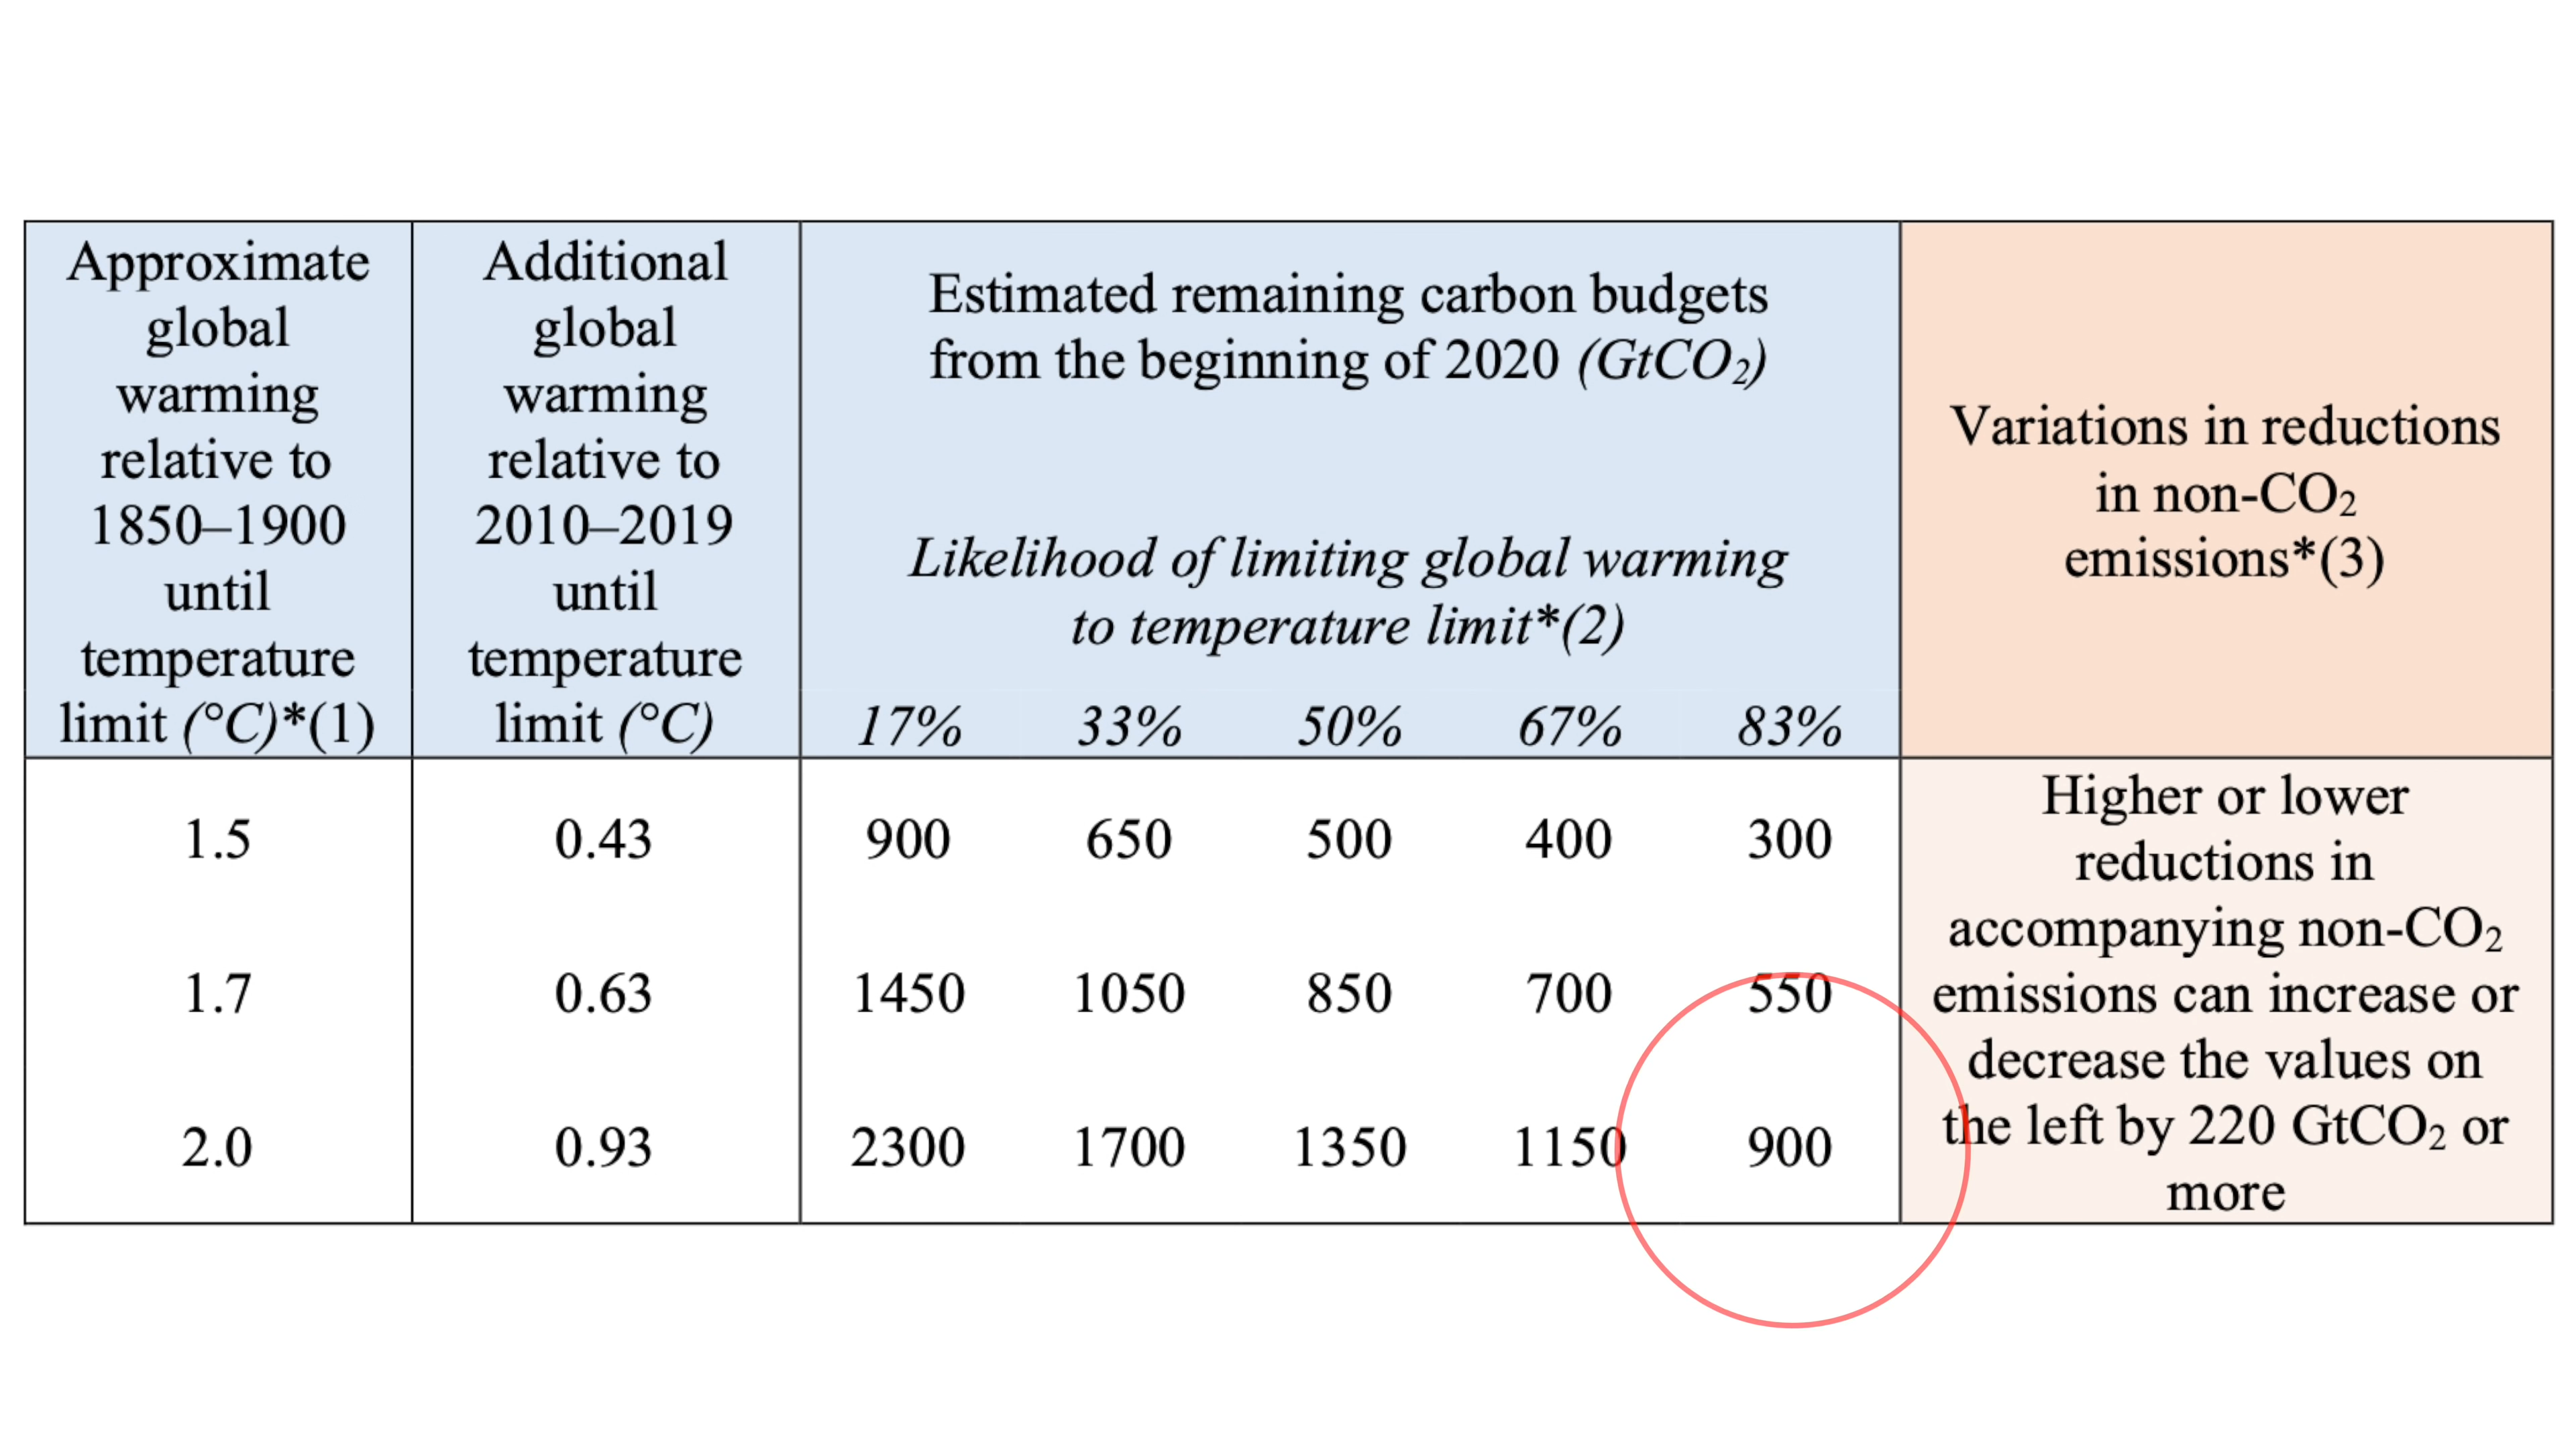 Approximate
global
warming
relative to
1850–1900
until
temperature
limit (°C)*(1)
Additional
global
warming
relative to
2010–2019
until
temperature
limit (°C)
Estimated remaining carbon budgets
from the beginning of 2020 (GtCO₂)
Likelihood of limiting global warming
to temperature limit*(2)
17% 33% 50% 67% 83%
Variations in reductions
in non-CO₂
emissions*(3)
1.5 0.43 900 650 500 400 300
1.7 0.63 1450 1050 850 700 550
2.0 0.93 2300 1700 1350 1150 900
Higher or lower
reductions in
accompanying non-CO₂
emissions can increase or
decrease the values on
the left by 220 GtCO₂ or
more